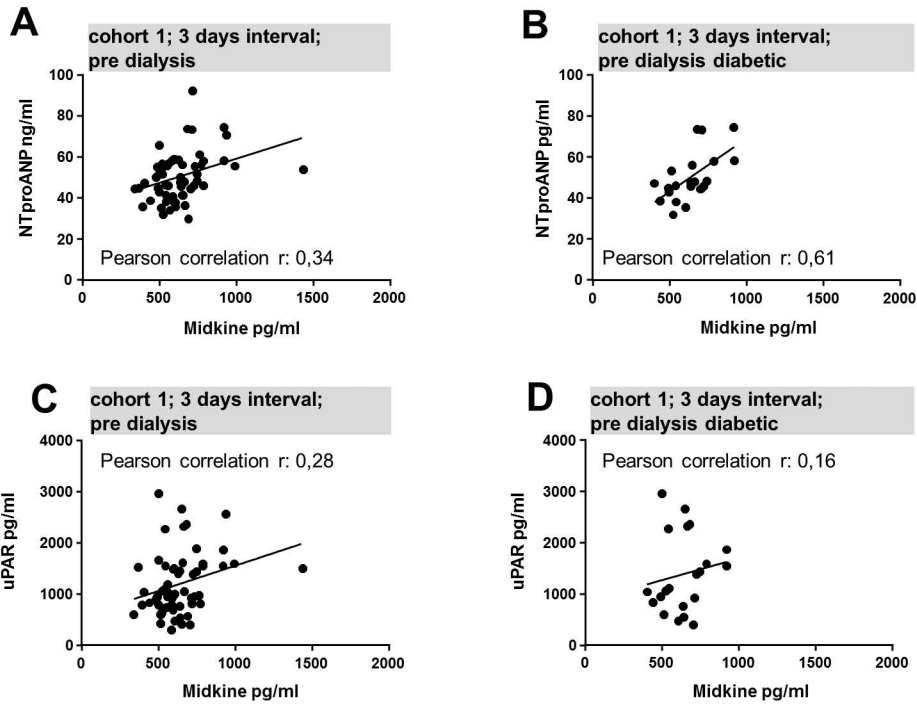 A
cohort 1; 3 days interval;
pre dialysis
100
80
60
40
20
0
NTproANP ng/ml
Pearson correlation r: 0,34
0 500 1000 1500 2000
Midkine pg/ml
B
cohort 1; 3 days interval;
pre dialysis diabetic
100
80
60
40
20
0
NTproANP ng/ml
Pearson correlation r: 0,61
0 500 1000 1500 2000
Midkine pg/ml
C
cohort 1; 3 days interval;
pre dialysis
4000
3000
2000
1000
0
uPAR pg/ml
Pearson correlation r: 0,28
0 500 1000 1500 2000
Midkine pg/ml
D
cohort 1; 3 days interval;
pre dialysis diabetic
4000
3000
2000
1000
0
uPAR pg/ml
Pearson correlation r: 0,16
0 500 1000 1500 2000
Midkine pg/ml